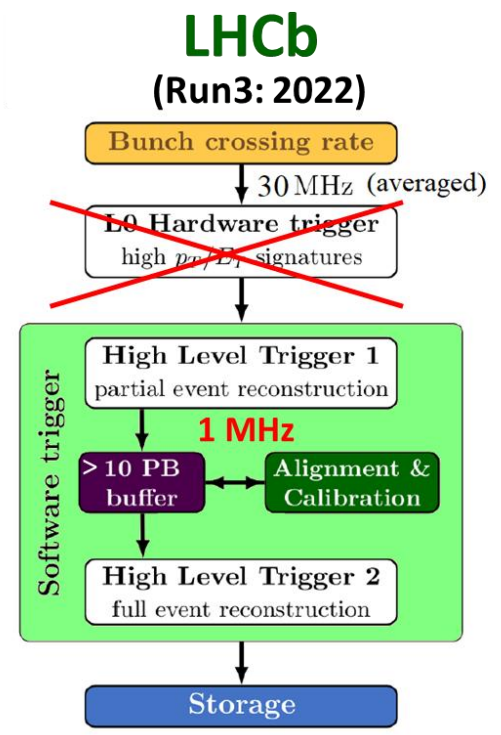 LHCb
(Run3: 2022)
Bunch crossing rate
30 MHz (averaged)
L0 Hardware trigger
high p_T/E_T signatures
Software trigger
High Level Trigger 1
partial event reconstruction
1 MHz
>10 PB
buffer
Alignment &
Calibration
High Level Trigger 2
full event reconstruction
Storage